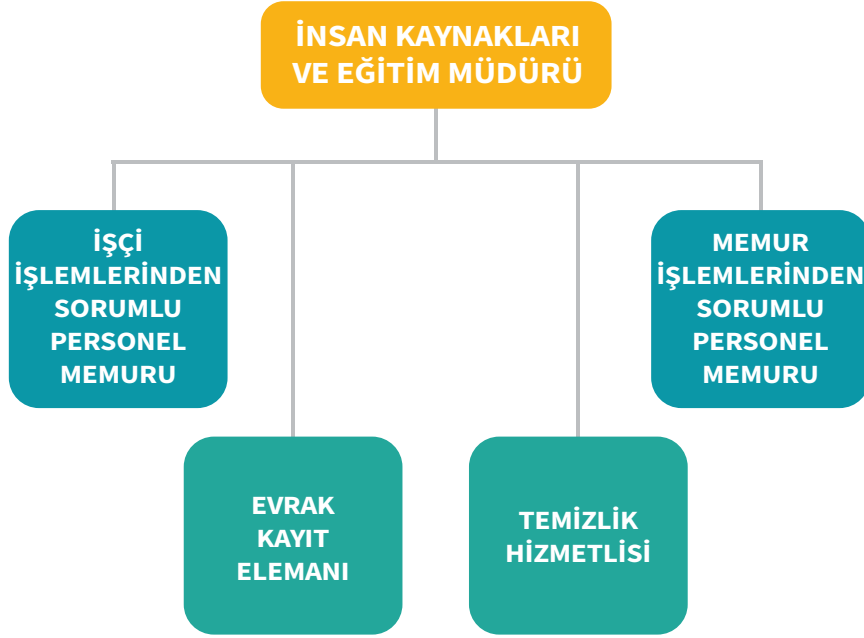 İNSAN KAYNAKLARI
VE EĞİTİM MÜDÜRÜ
İŞÇİ
İŞLEMLERİNDEN
SORUMLU
PERSONEL
MEMURU
MEMUR
İŞLEMLERİNDEN
SORUMLU
PERSONEL
MEMURU
EVRAK
KAYIT
ELEMANI
TEMİZLİK
HİZMETLİSİ